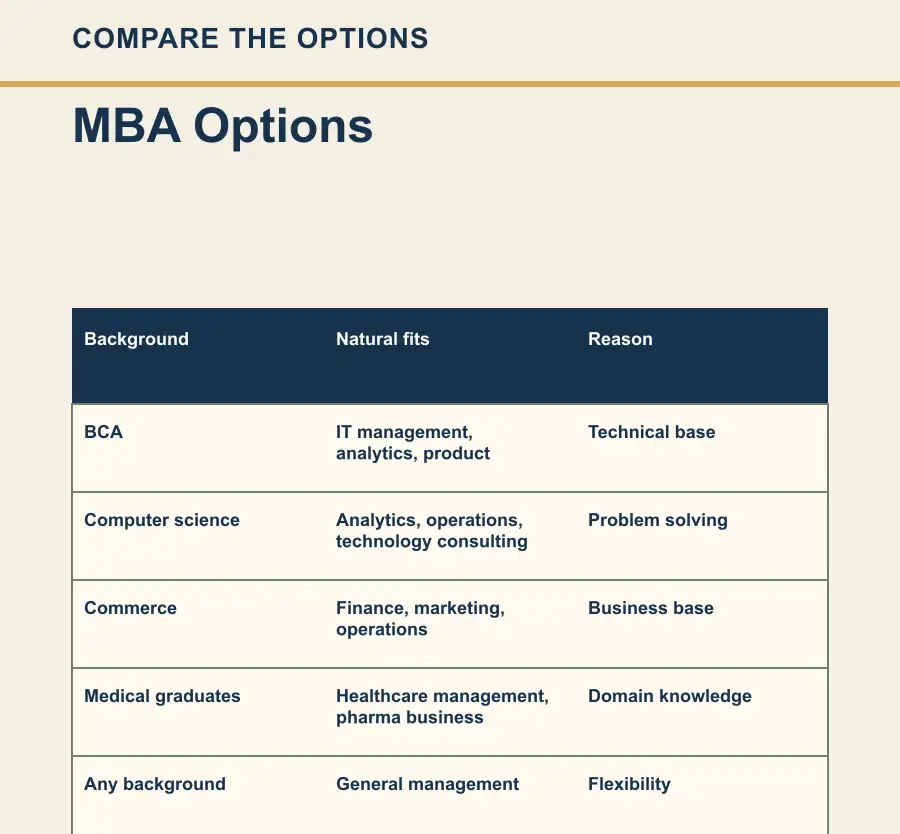 COMPARE THE OPTIONS
MBA Options
Background Natural fits Reason
BCA IT management, Technical base
analytics, product
Computer science Analytics, operations, Problem solving
technology consulting
Commerce Finance, marketing, Business base
operations
Medical graduates Healthcare management, Domain knowledge
pharma business
Any background General management Flexibility